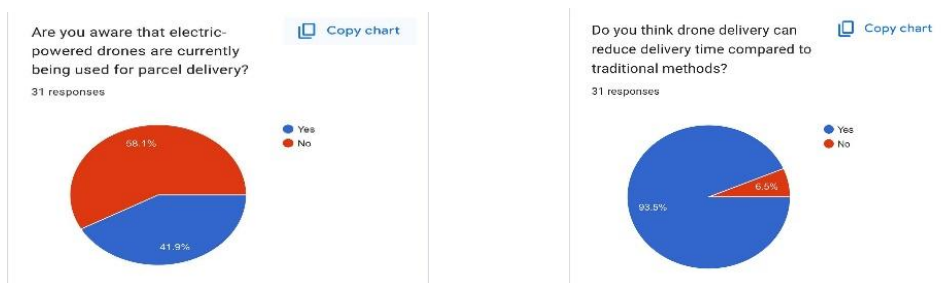 Are you aware that electric-
powered drones are currently
being used for parcel delivery?
Copy chart
31 responses
Yes
No
58.1%
41.9%
Do you think drone delivery can
reduce delivery time compared to
traditional methods?
Copy chart
31 responses
Yes
No
6.5%
93.5%